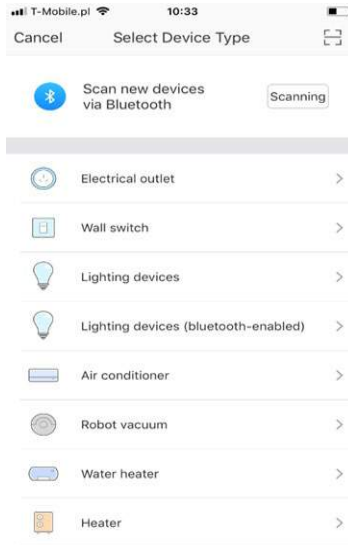 T-Mobile.pl 10:33
Cancel Select Device Type
Scan new devices
via Bluetooth
Scanning
Electrical outlet
Wall switch
Lighting devices
Lighting devices (bluetooth-enabled)
Air conditioner
Robot vacuum
Water heater
Heater